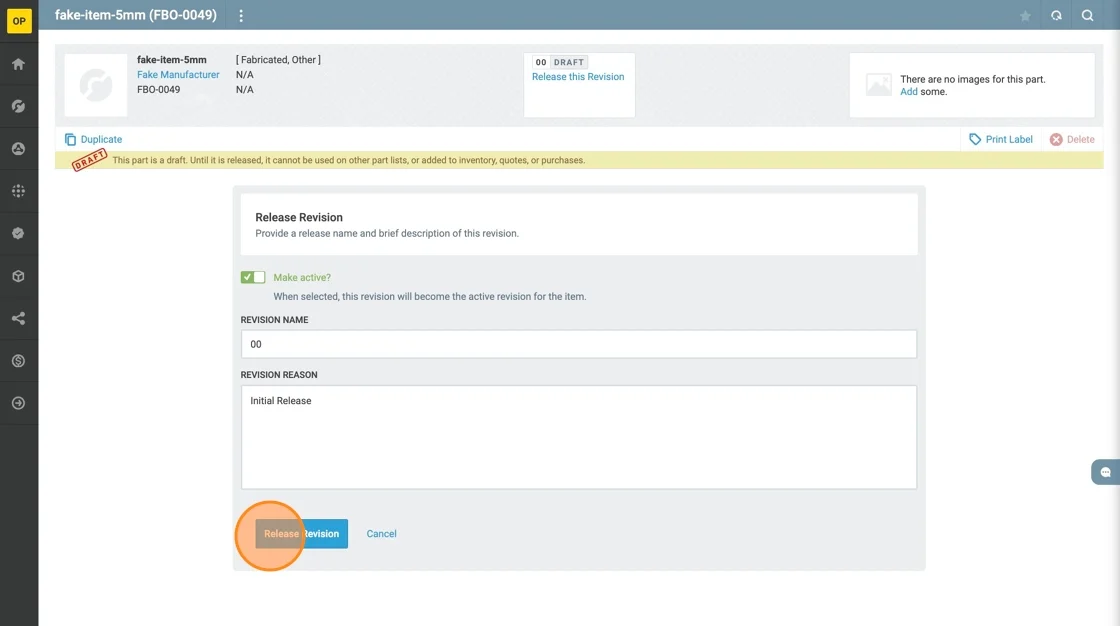 OP
fake-item-5mm (FBO-0049)
fake-item-5mm
Fake Manufacturer
FBO-0049
[ Fabricated, Other ]
N/A
N/A
00 DRAFT
Release this Revision
There are no images for this part.
Add some.
Duplicate
Print Label
Delete
DRAFT
This part is a draft. Until it is released, it cannot be used on other part lists, or added to inventory, quotes, or purchases.
Release Revision
Provide a release name and brief description of this revision.
Make active?
When selected, this revision will become the active revision for the item.
REVISION NAME
00
REVISION REASON
Initial Release
Release Revision
Cancel